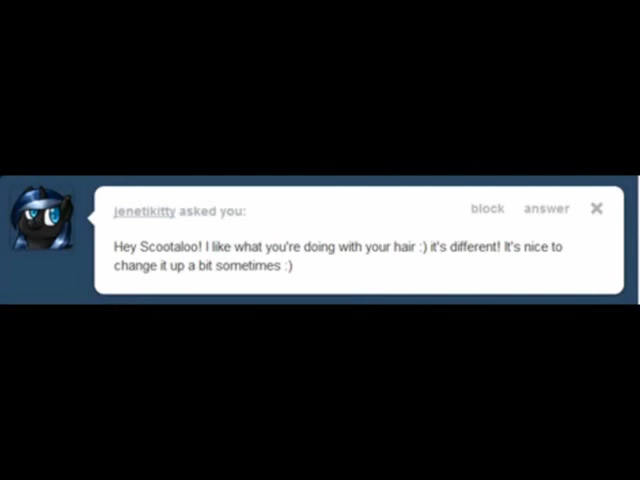 jenetikitty asked you:
block answer ✕
Hey Scootaloo! I like what you're doing with your hair :) it's different! It's nice to
change it up a bit sometimes :)